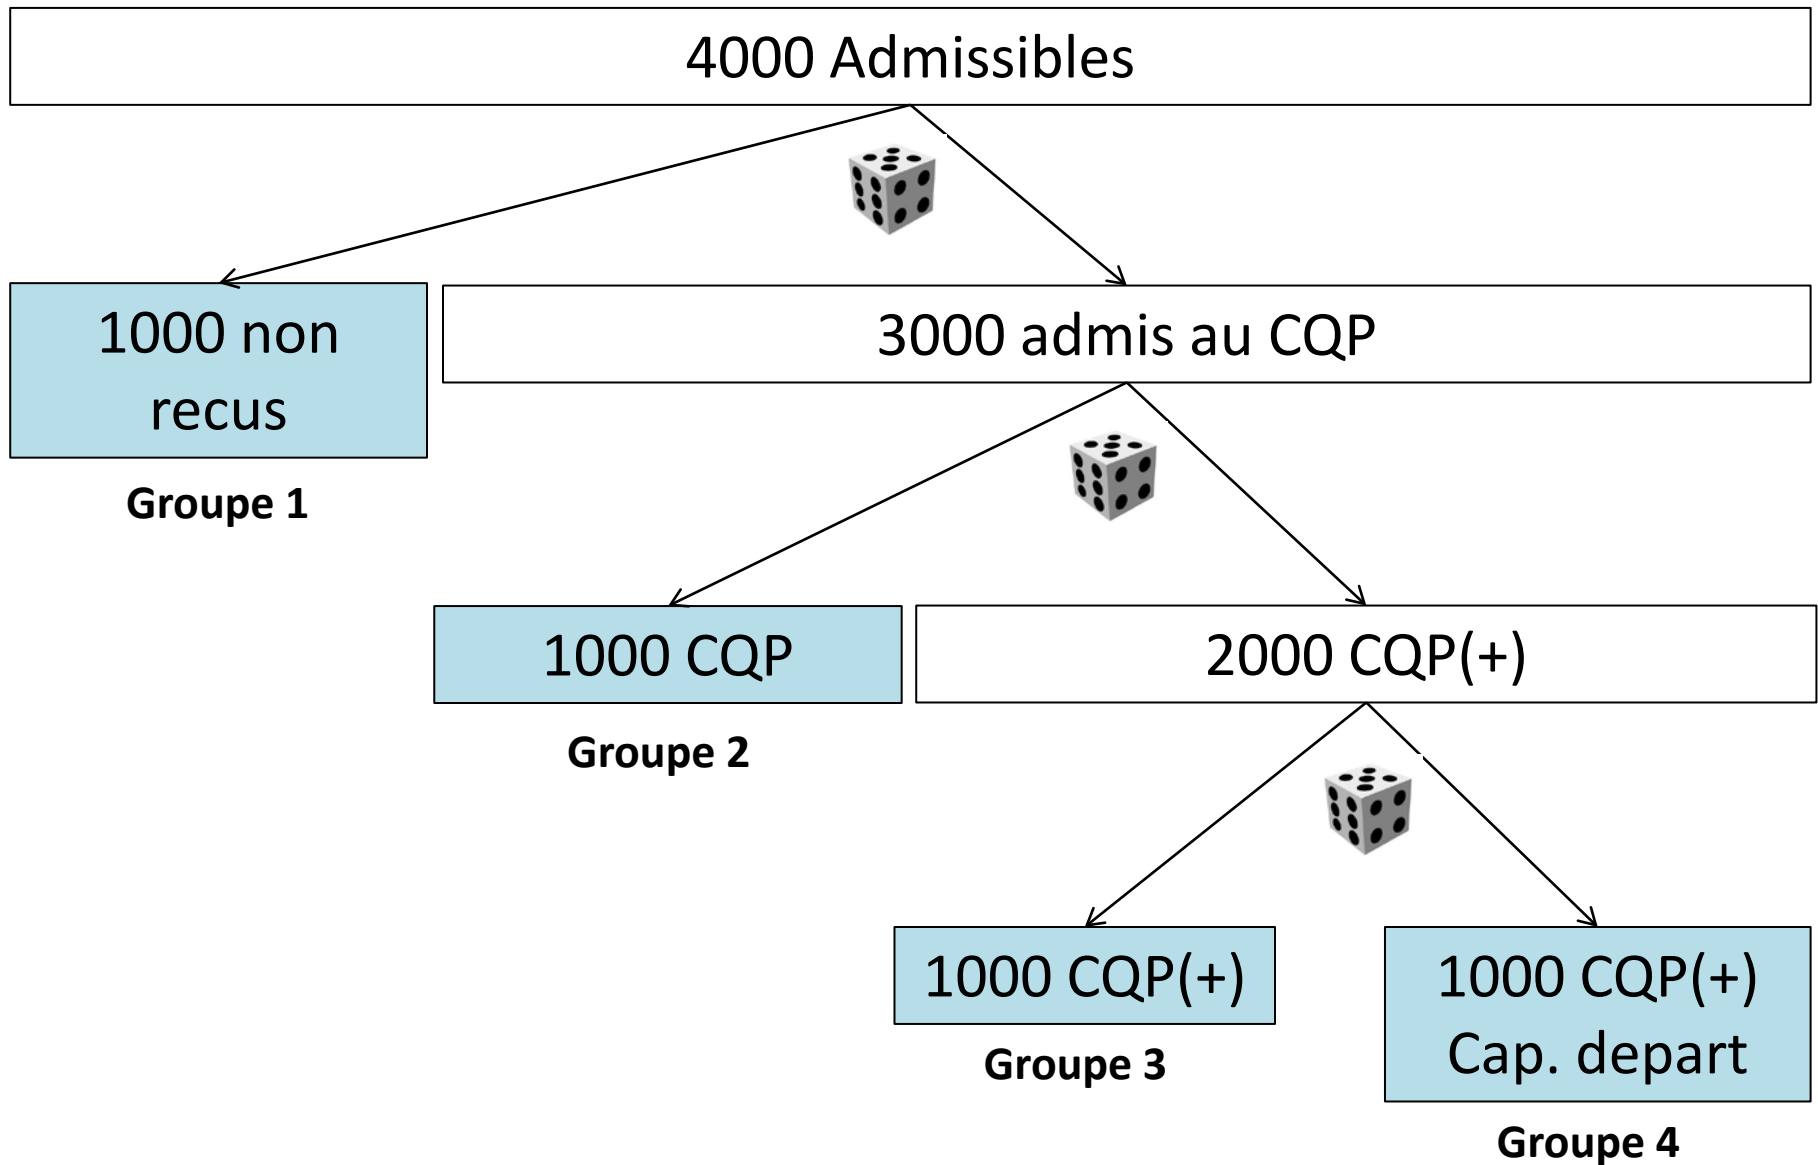 4000 Admissibles
1000 non
recus
3000 admis au CQP
Groupe 1
1000 CQP
2000 CQP(+)
Groupe 2
1000 CQP(+)
1000 CQP(+)
Cap. depart
Groupe 3
Groupe 4